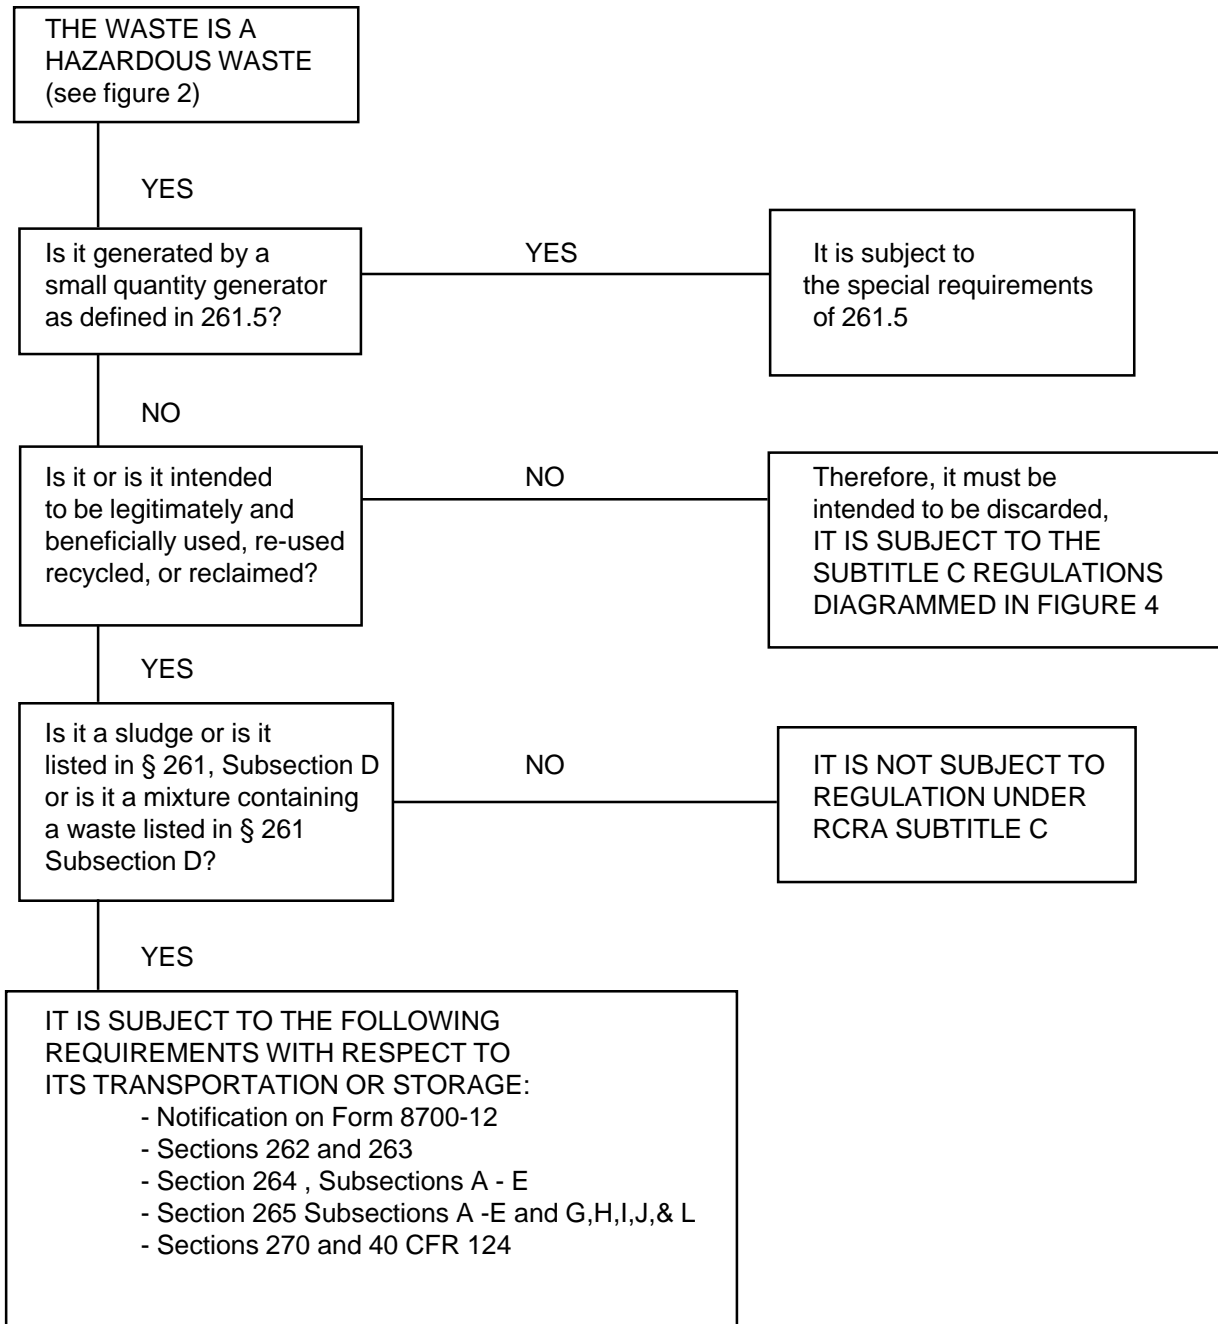 THE WASTE IS A
HAZARDOUS WASTE
(see figure 2)
YES
Is it generated by a
small quantity generator
as defined in 261.5?
YES
It is subject to
the special requirements
of 261.5
NO
Is it or is it intended
to be legitimately and
beneficially used, re-used
recycled, or reclaimed?
NO
Therefore, it must be
intended to be discarded,
IT IS SUBJECT TO THE
SUBTITLE C REGULATIONS
DIAGRAMMED IN FIGURE 4
YES
Is it a sludge or is it
listed in § 261, Subsection D
or is it a mixture containing
a waste listed in § 261
Subsection D?
NO
IT IS NOT SUBJECT TO
REGULATION UNDER
RCRA SUBTITLE C
YES
IT IS SUBJECT TO THE FOLLOWING
REQUIREMENTS WITH RESPECT TO
ITS TRANSPORTATION OR STORAGE:
- Notification on Form 8700-12
- Sections 262 and 263
- Section 264 , Subsections A - E
- Section 265 Subsections A -E and G,H,I,J,& L
- Sections 270 and 40 CFR 124